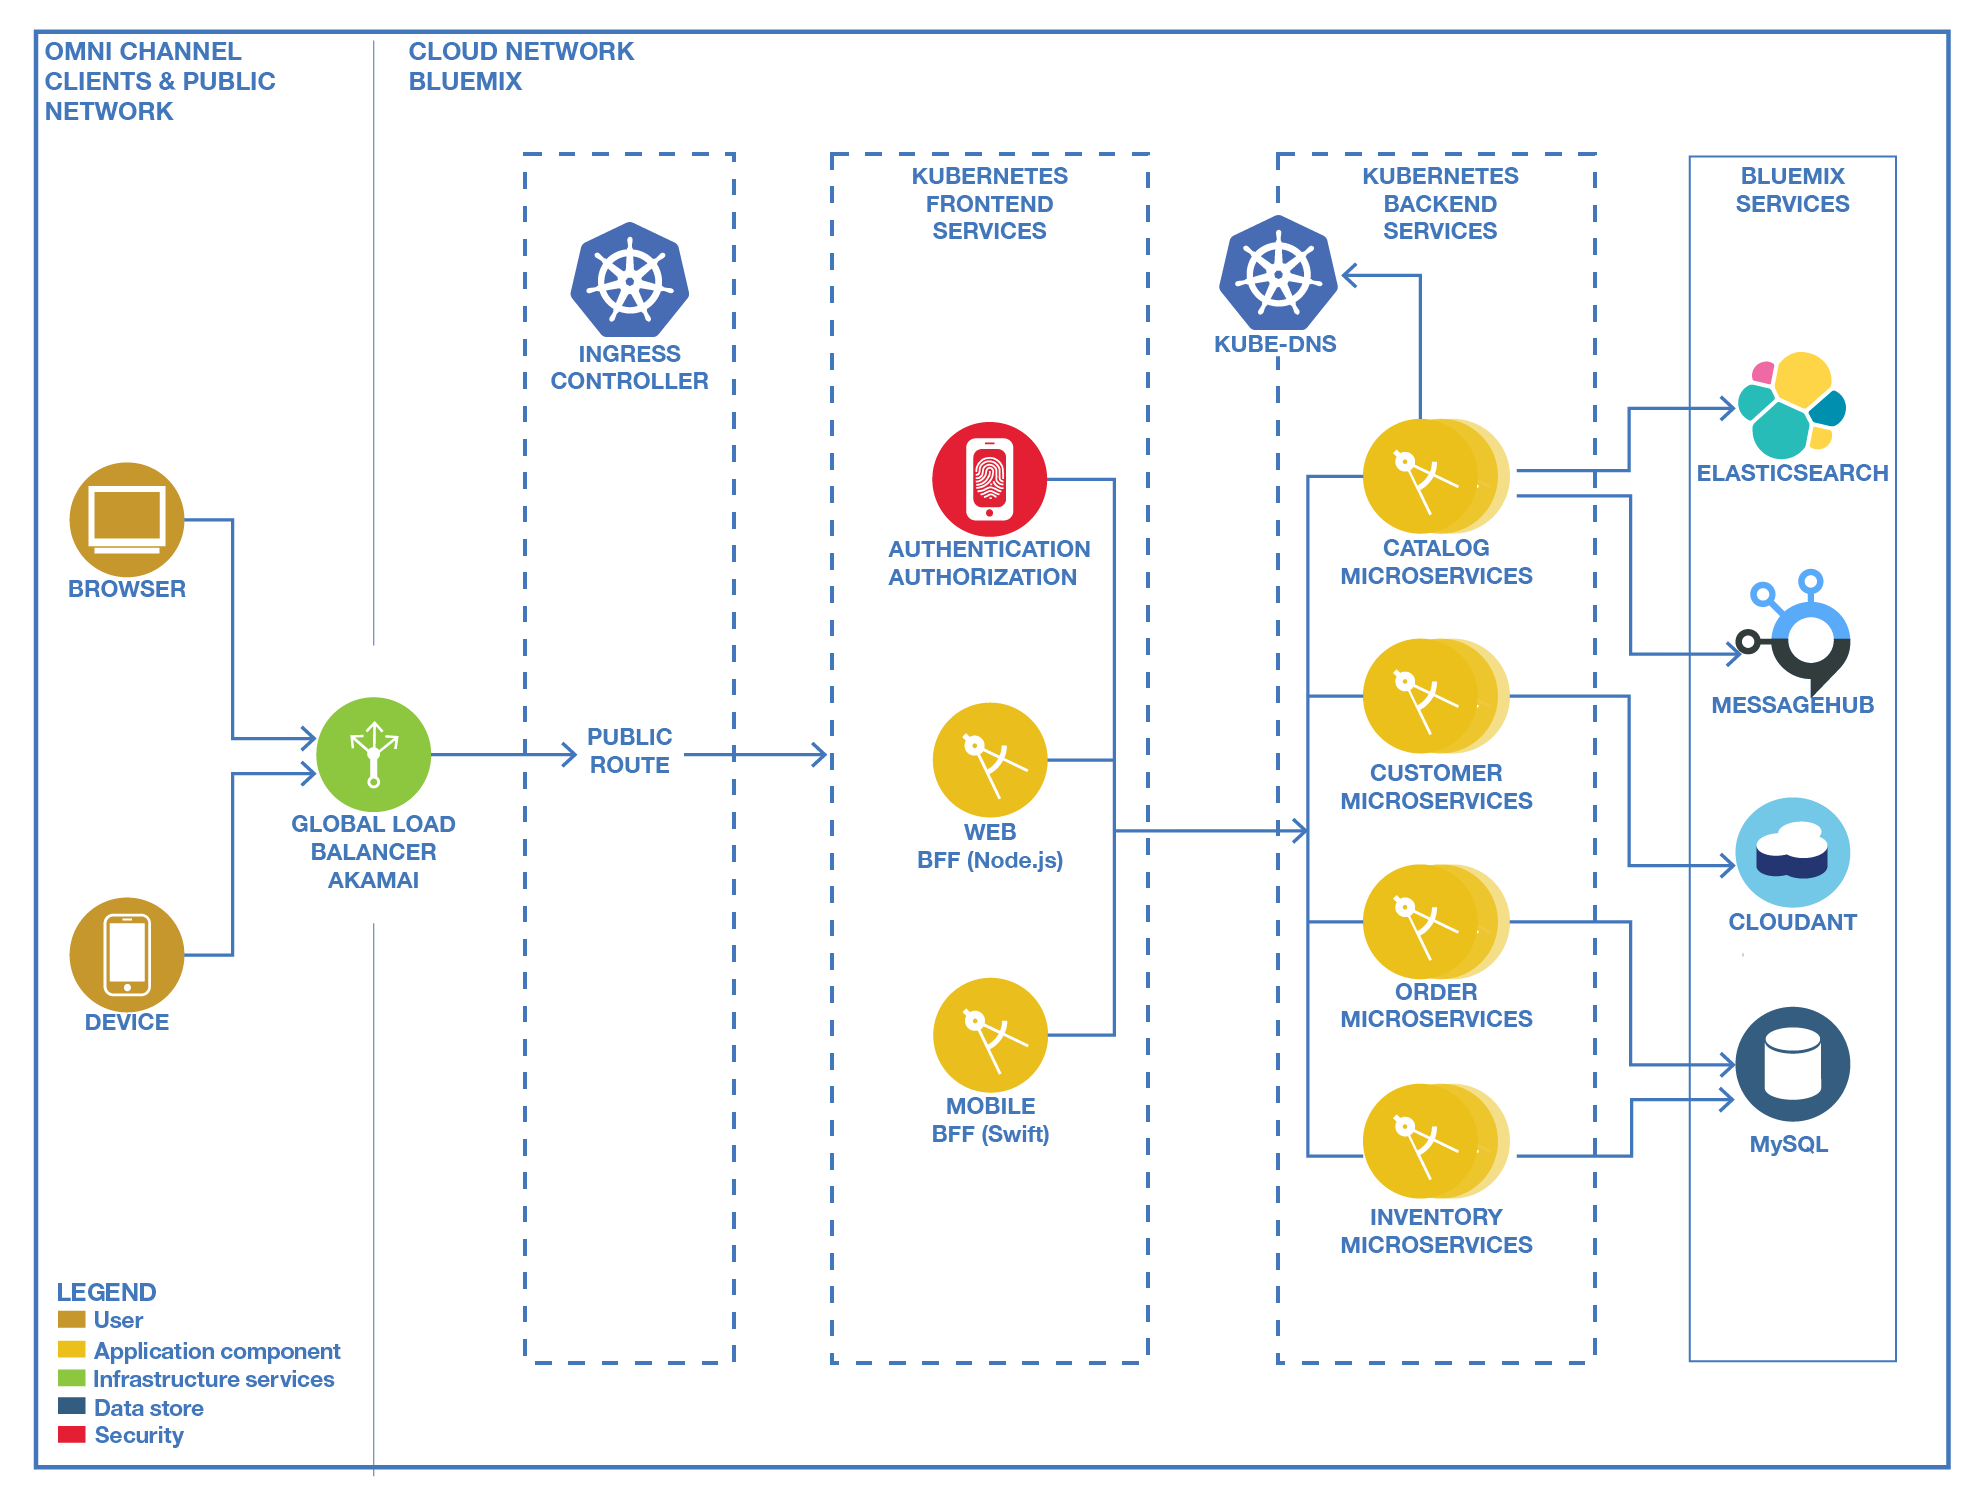 OMNI CHANNEL
CLIENTS & PUBLIC
NETWORK
CLOUD NETWORK
BLUEMIX
INGRESS
CONTROLLER
KUBERNETES
FRONTEND
SERVICES
KUBERNETES
BACKEND
SERVICES
BLUEMIX
SERVICES
KUBE-DNS
BROWSER
DEVICE
GLOBAL LOAD
BALANCER
AKAMAI
PUBLIC
ROUTE
AUTHENTICATION
AUTHORIZATION
WEB
BFF (Node.js)
MOBILE
BFF (Swift)
CATALOG
MICROSERVICES
CUSTOMER
MICROSERVICES
ORDER
MICROSERVICES
INVENTORY
MICROSERVICES
ELASTICSEARCH
MESSAGEHUB
CLOUDANT
MySQL
LEGEND
User
Application component
Infrastructure services
Data store
Security